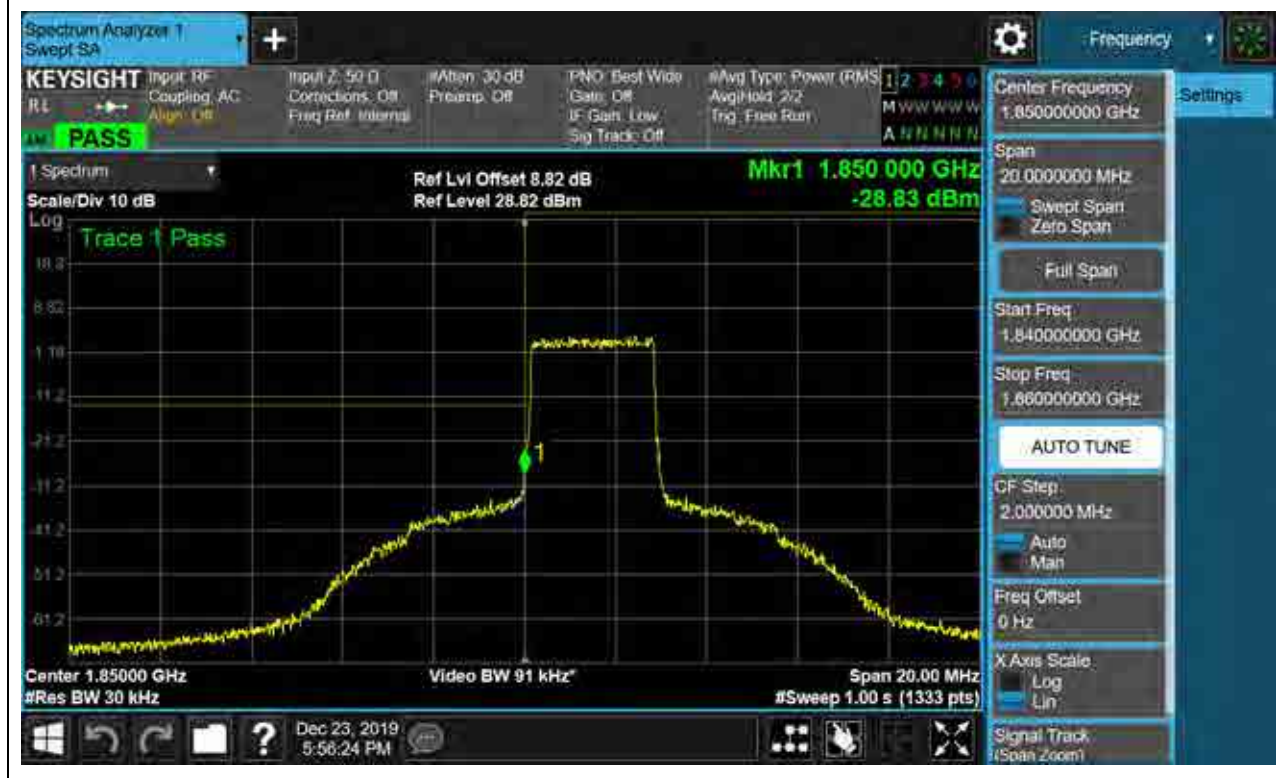 Spectrum Analyzer 1
Swept SA
+
Frequency
KEYSIGHT
RL
Input: RF
Coupling: AC
Align: Off
Input Z: 50 Ω
Corrections: Off
Freq Ref: Internal
#Atten: 30 dB
Preamp: Off
PNO: Best Wide
Gate: Off
IF Gain: Low
Sig Track: Off
#Avg Type: Power (RMS
Avg|Hold: 2/2
Trig: Free Run
1 2 3 4 5 6
M W W W W W
A N N N N N
PASS
1 Spectrum
Scale/Div 10 dB
Ref Lvl Offset 8.82 dB
Ref Level 28.82 dBm
Mkr1 1.850 000 GHz
-28.83 dBm
Log
Trace 1 Pass
18.8
8.82
-1.18
-11.2
-21.2
-31.2
-41.2
-51.2
-61.2
1
Center 1.85000 GHz
#Res BW 30 kHz
Video BW 91 kHz*
Span 20.00 MHz
#Sweep 1.00 s (1333 pts)
Center Frequency
1.850000000 GHz
Settings
Span
20.0000000 MHz
Swept Span
Zero Span
Full Span
Start Freq
1.840000000 GHz
Stop Freq
1.860000000 GHz
AUTO TUNE
CF Step
2.000000 MHz
Auto
Man
Freq Offset
0 Hz
X Axis Scale
Log
Lin
Signal Track
(Span Zoom)
?
Dec 23, 2019
5:56:24 PM